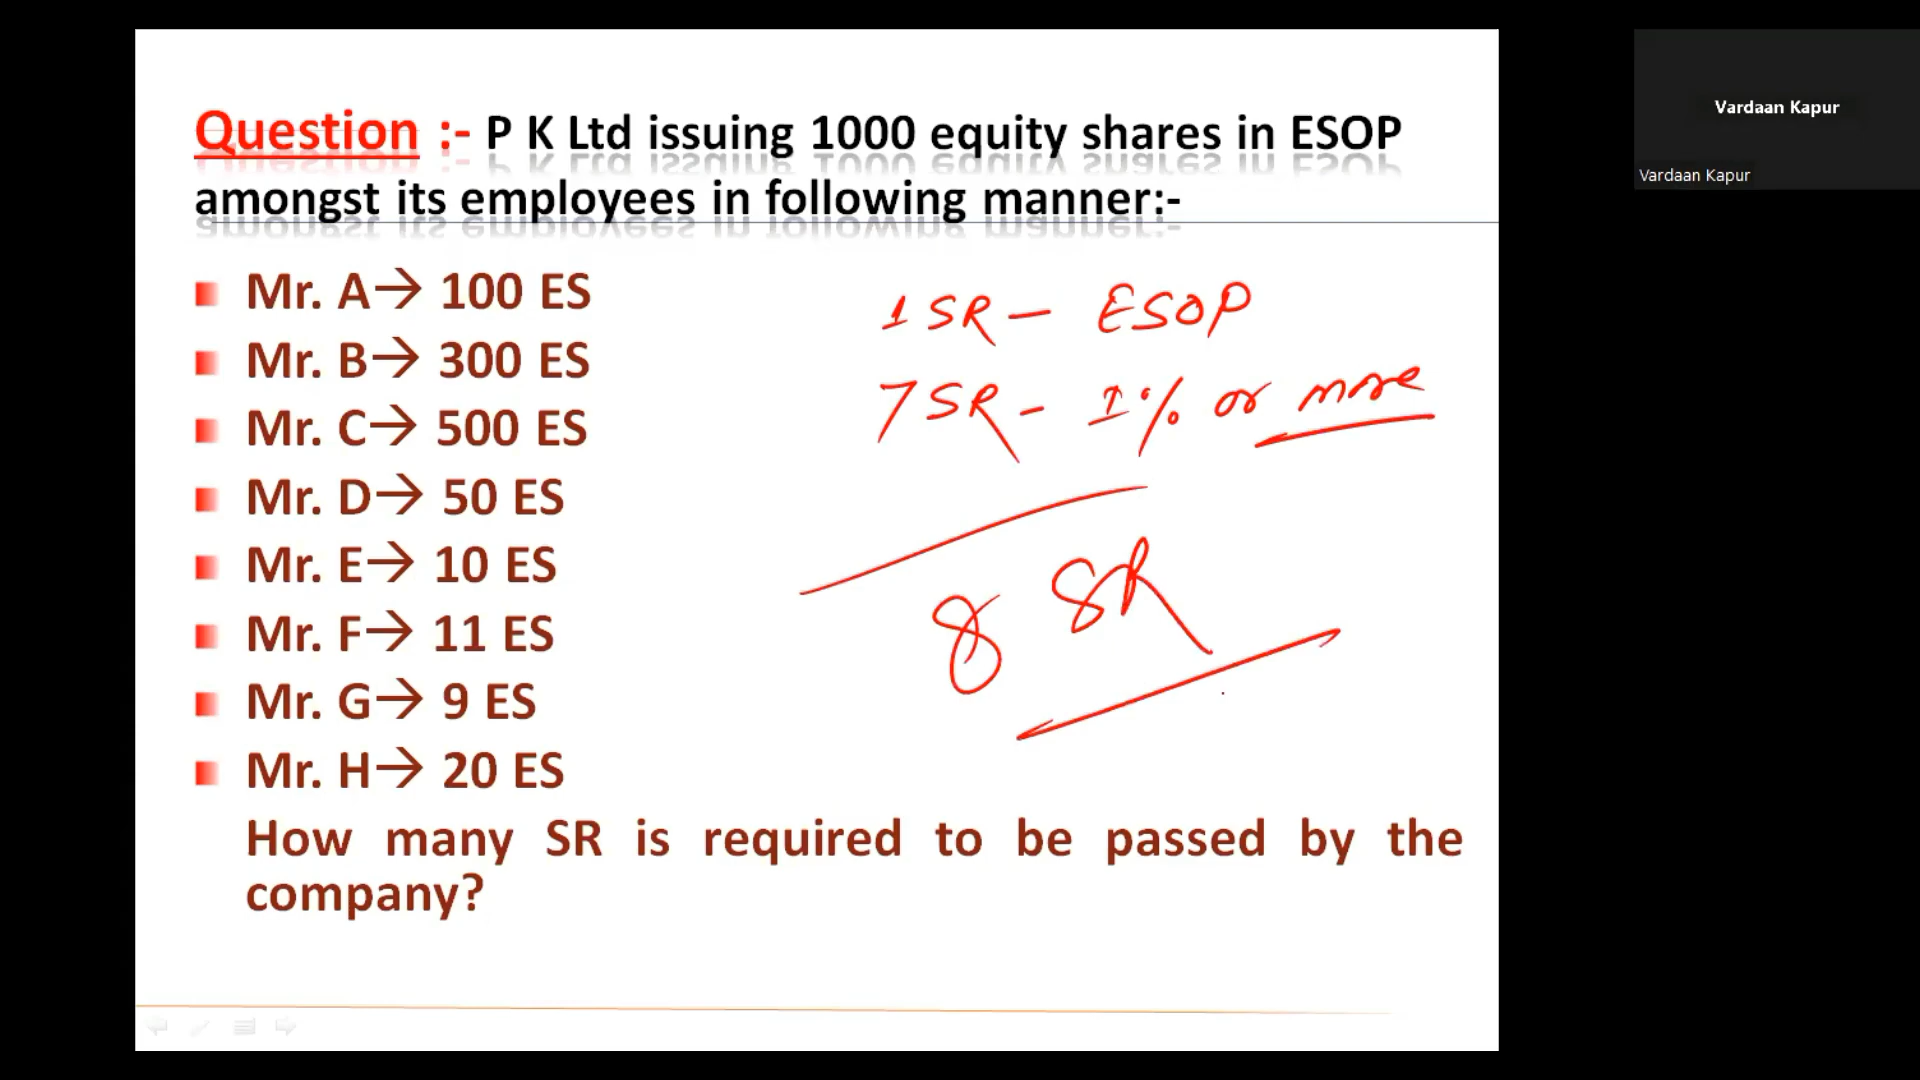 Question :- P K Ltd issuing 1000 equity shares in ESOP
amongst its employees in following manner:-
Mr. A→ 100 ES
Mr. B→ 300 ES
Mr. C→ 500 ES
Mr. D→ 50 ES
Mr. E→ 10 ES
Mr. F→ 11 ES
Mr. G→ 9 ES
Mr. H→ 20 ES
How many SR is required to be passed by the
company?
1 SR — ESOP
7 SR - 1% or more
8 SR
Vardaan Kapur
Vardaan Kapur